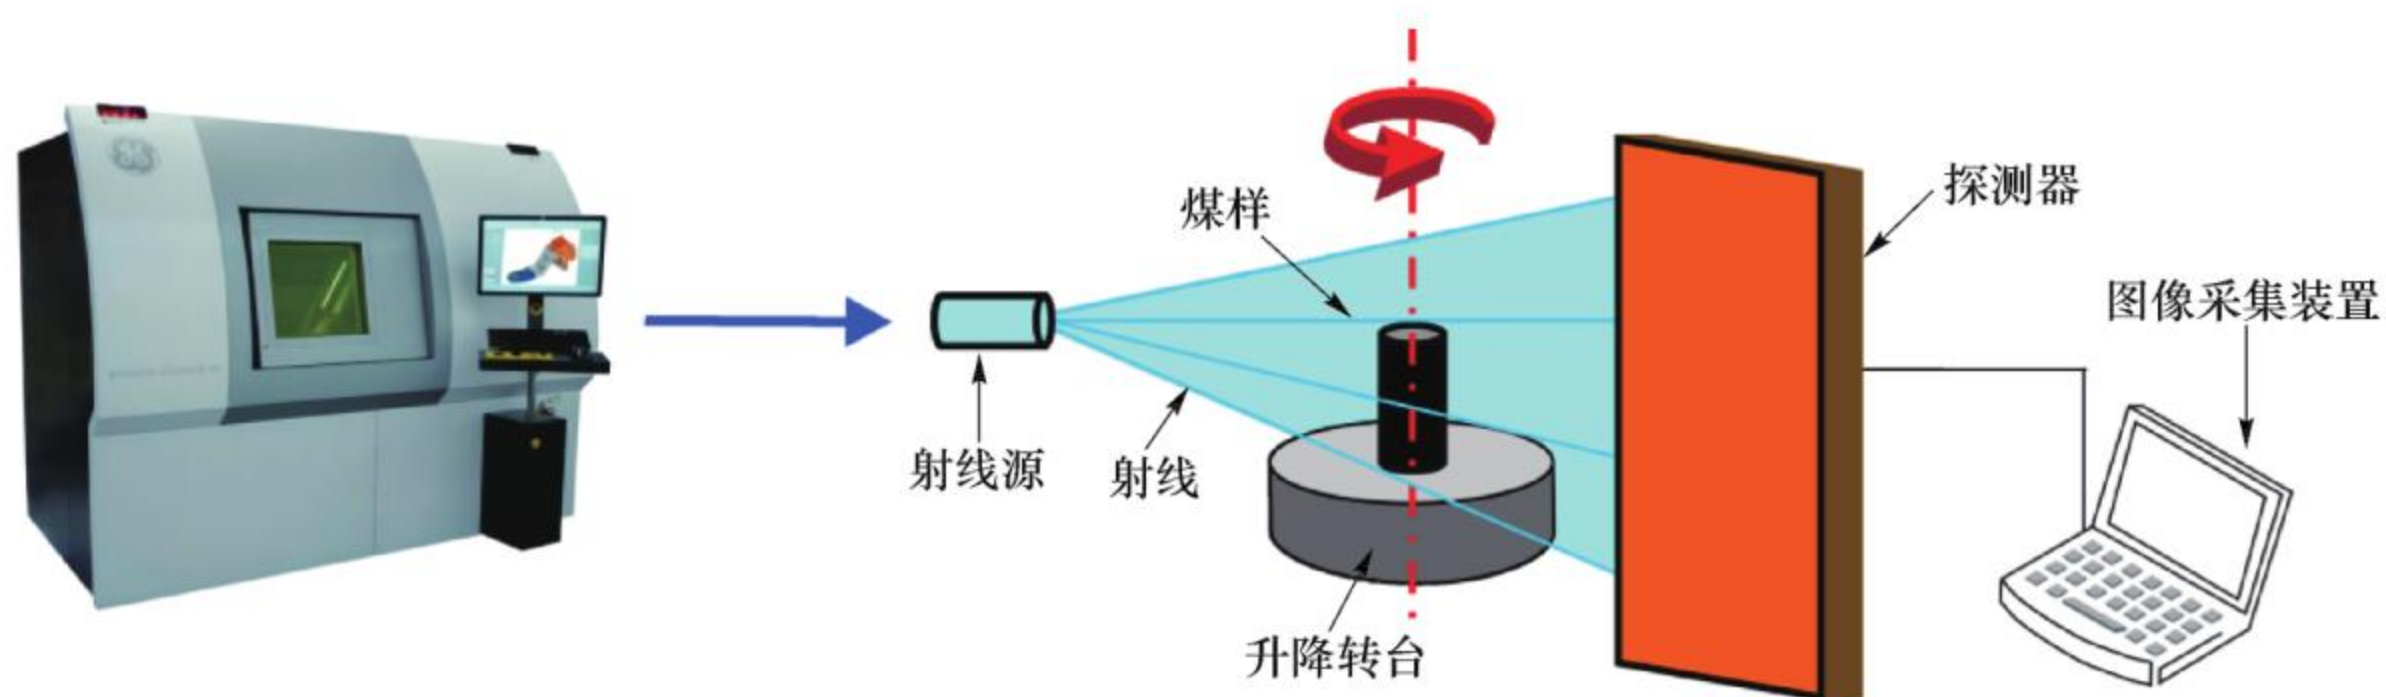 煤样
探测器
图像采集装置
射线源
射线
升降转台